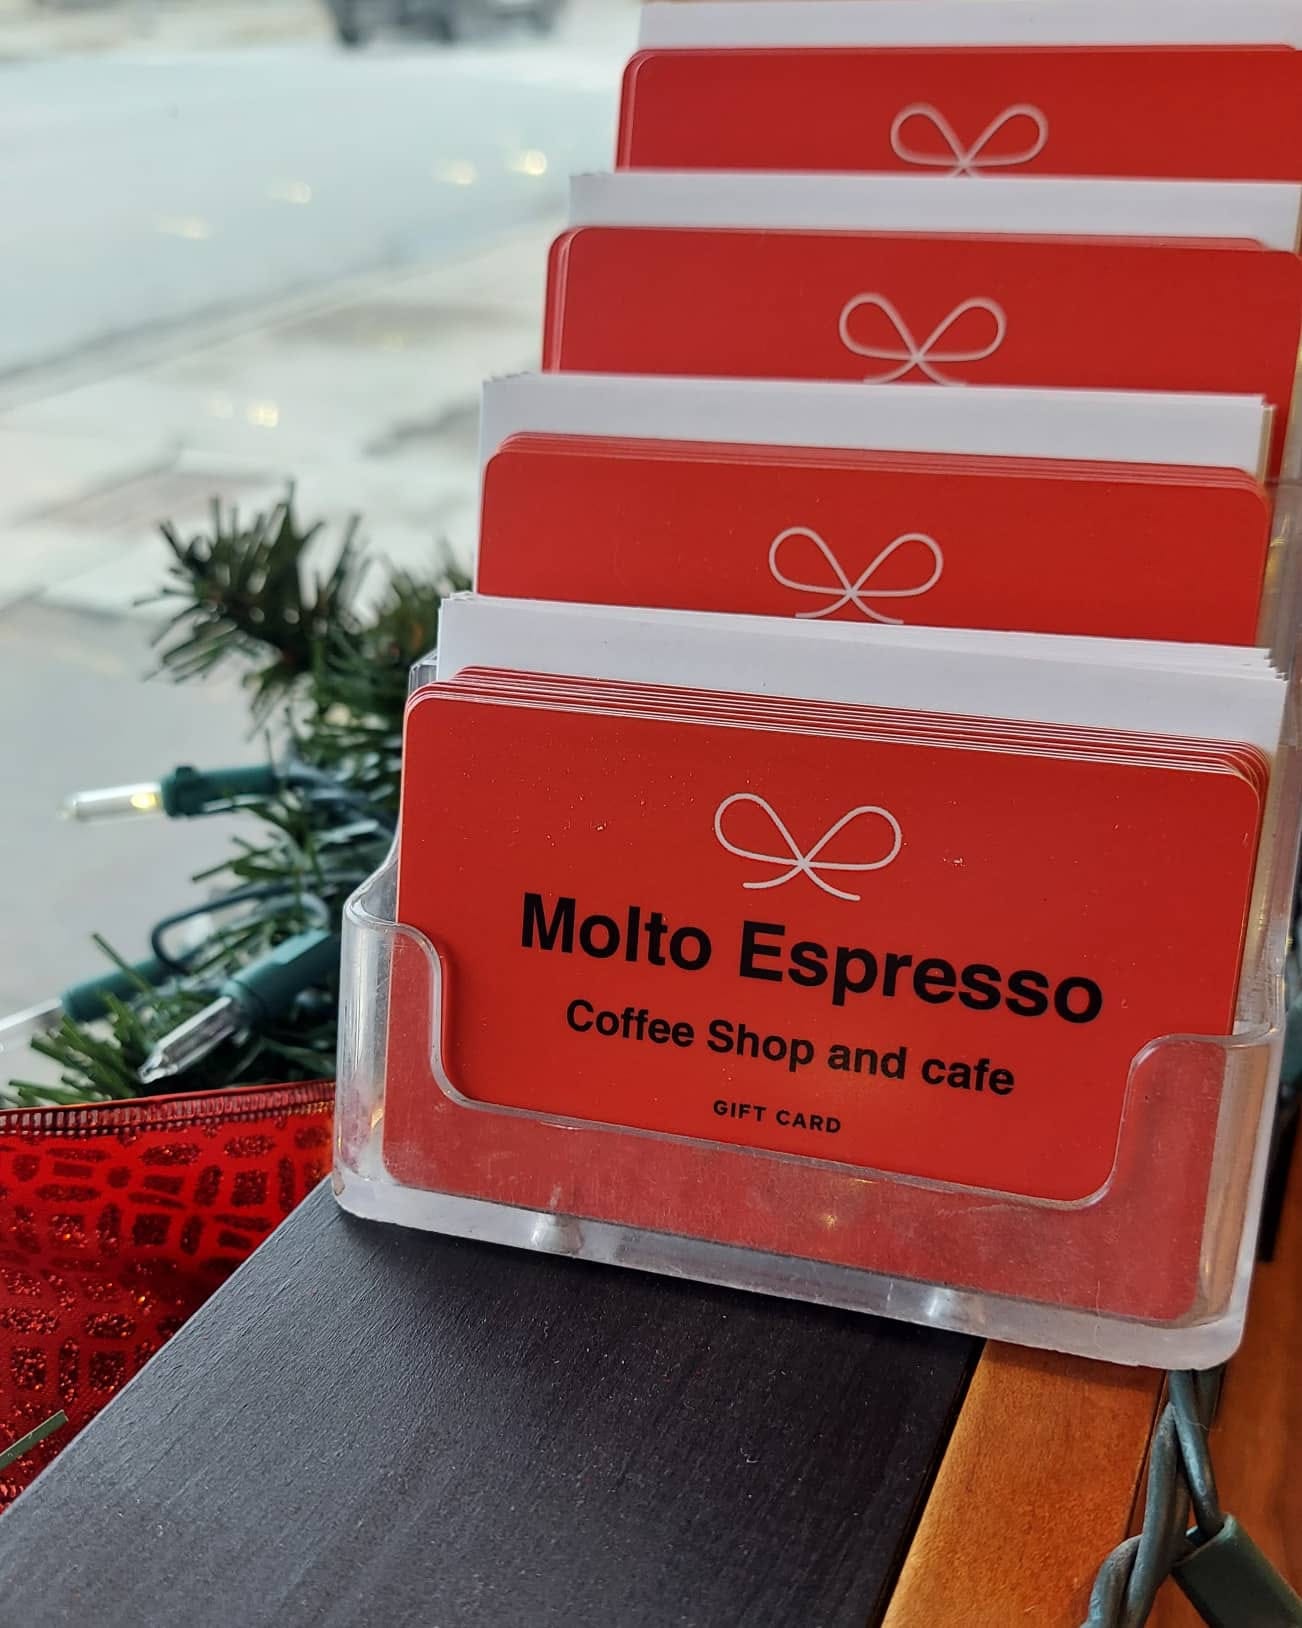 Molto Espresso
Coffee Shop and cafe
GIFT CARD